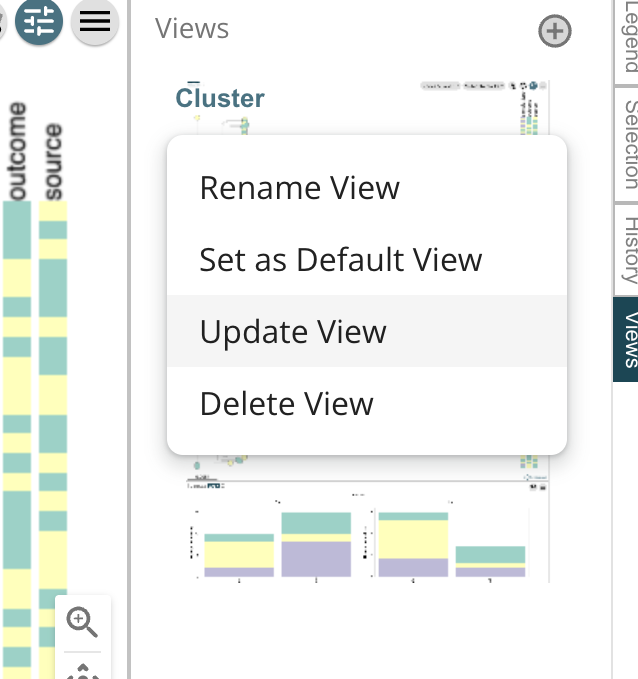 Views
outcome
source
Cluster
Rename View
Set as Default View
Update View
Delete View
Legend
Selection
History
Views